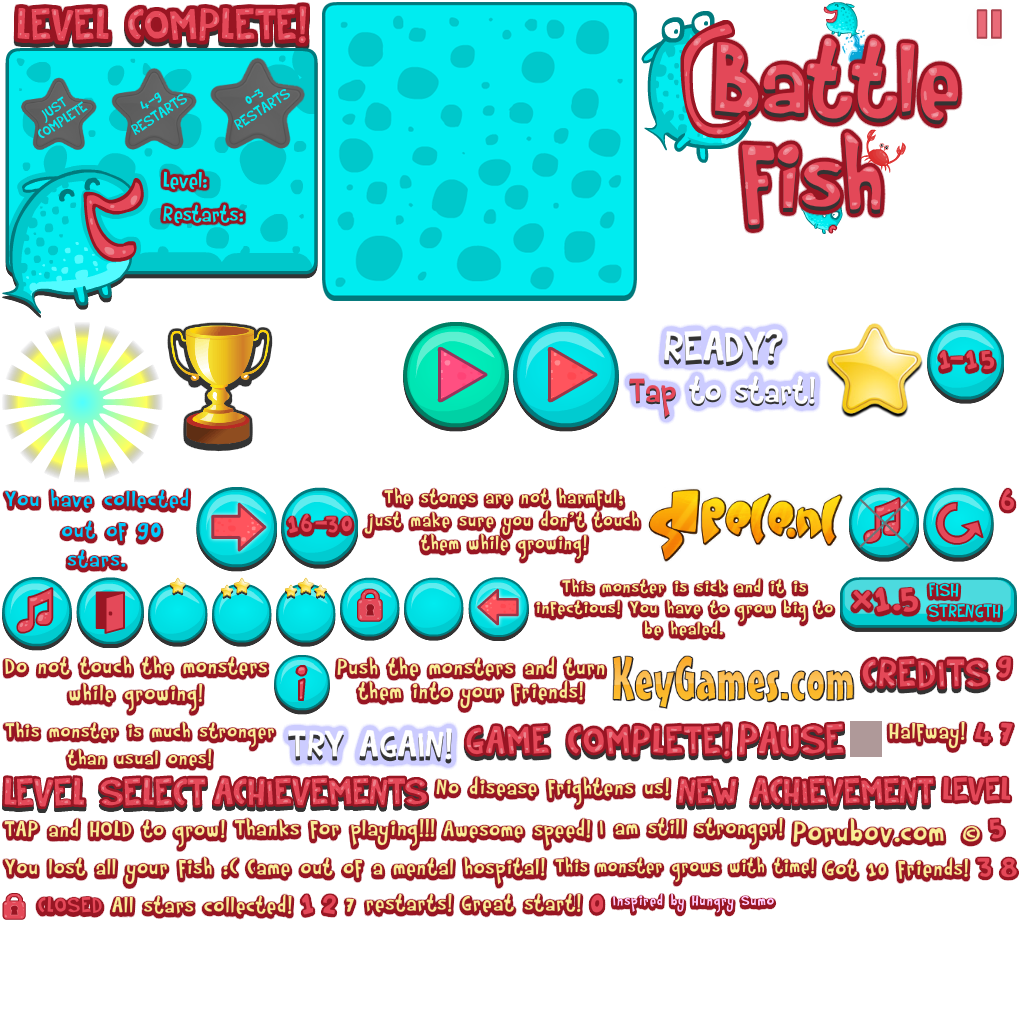 LEVEL COMPLETE!
JUST
COMPLETE
4-9
RESTARTS
0-3
RESTARTS
Level:
Restarts:
Battle
Fish
READY?
Tap to start!
1-15
You have collected
out of 90
stars.
16-30
The stones are not harmful;
just make sure you don't touch
them while growing!
Spele.nl
6
This monster is sick and it is
infectious! You have to grow big to
be healed.
x1.5
FISH
STRENGTH
Do not touch the monsters
while growing!
i
Push the monsters and turn
them into your friends!
KeyGames.com
CREDITS
9
This monster is much stronger
than usual ones!
TRY AGAIN!
GAME COMPLETE!
PAUSE
Halfway!
4
7
LEVEL SELECT
ACHIEVEMENTS
No disease frightens us!
NEW ACHIEVEMENT
LEVEL
TAP and HOLD to grow!
Thanks for playing!!!
Awesome speed!
I am still stronger!
Porubov.com ©
5
You lost all your fish :C
Came out of a mental hospital!
This monster grows with time!
Got 10 friends!
3
8
CLOSED
All stars collected!
1
2
7 restarts! Great start!
0
Inspired by Hungry Sumo